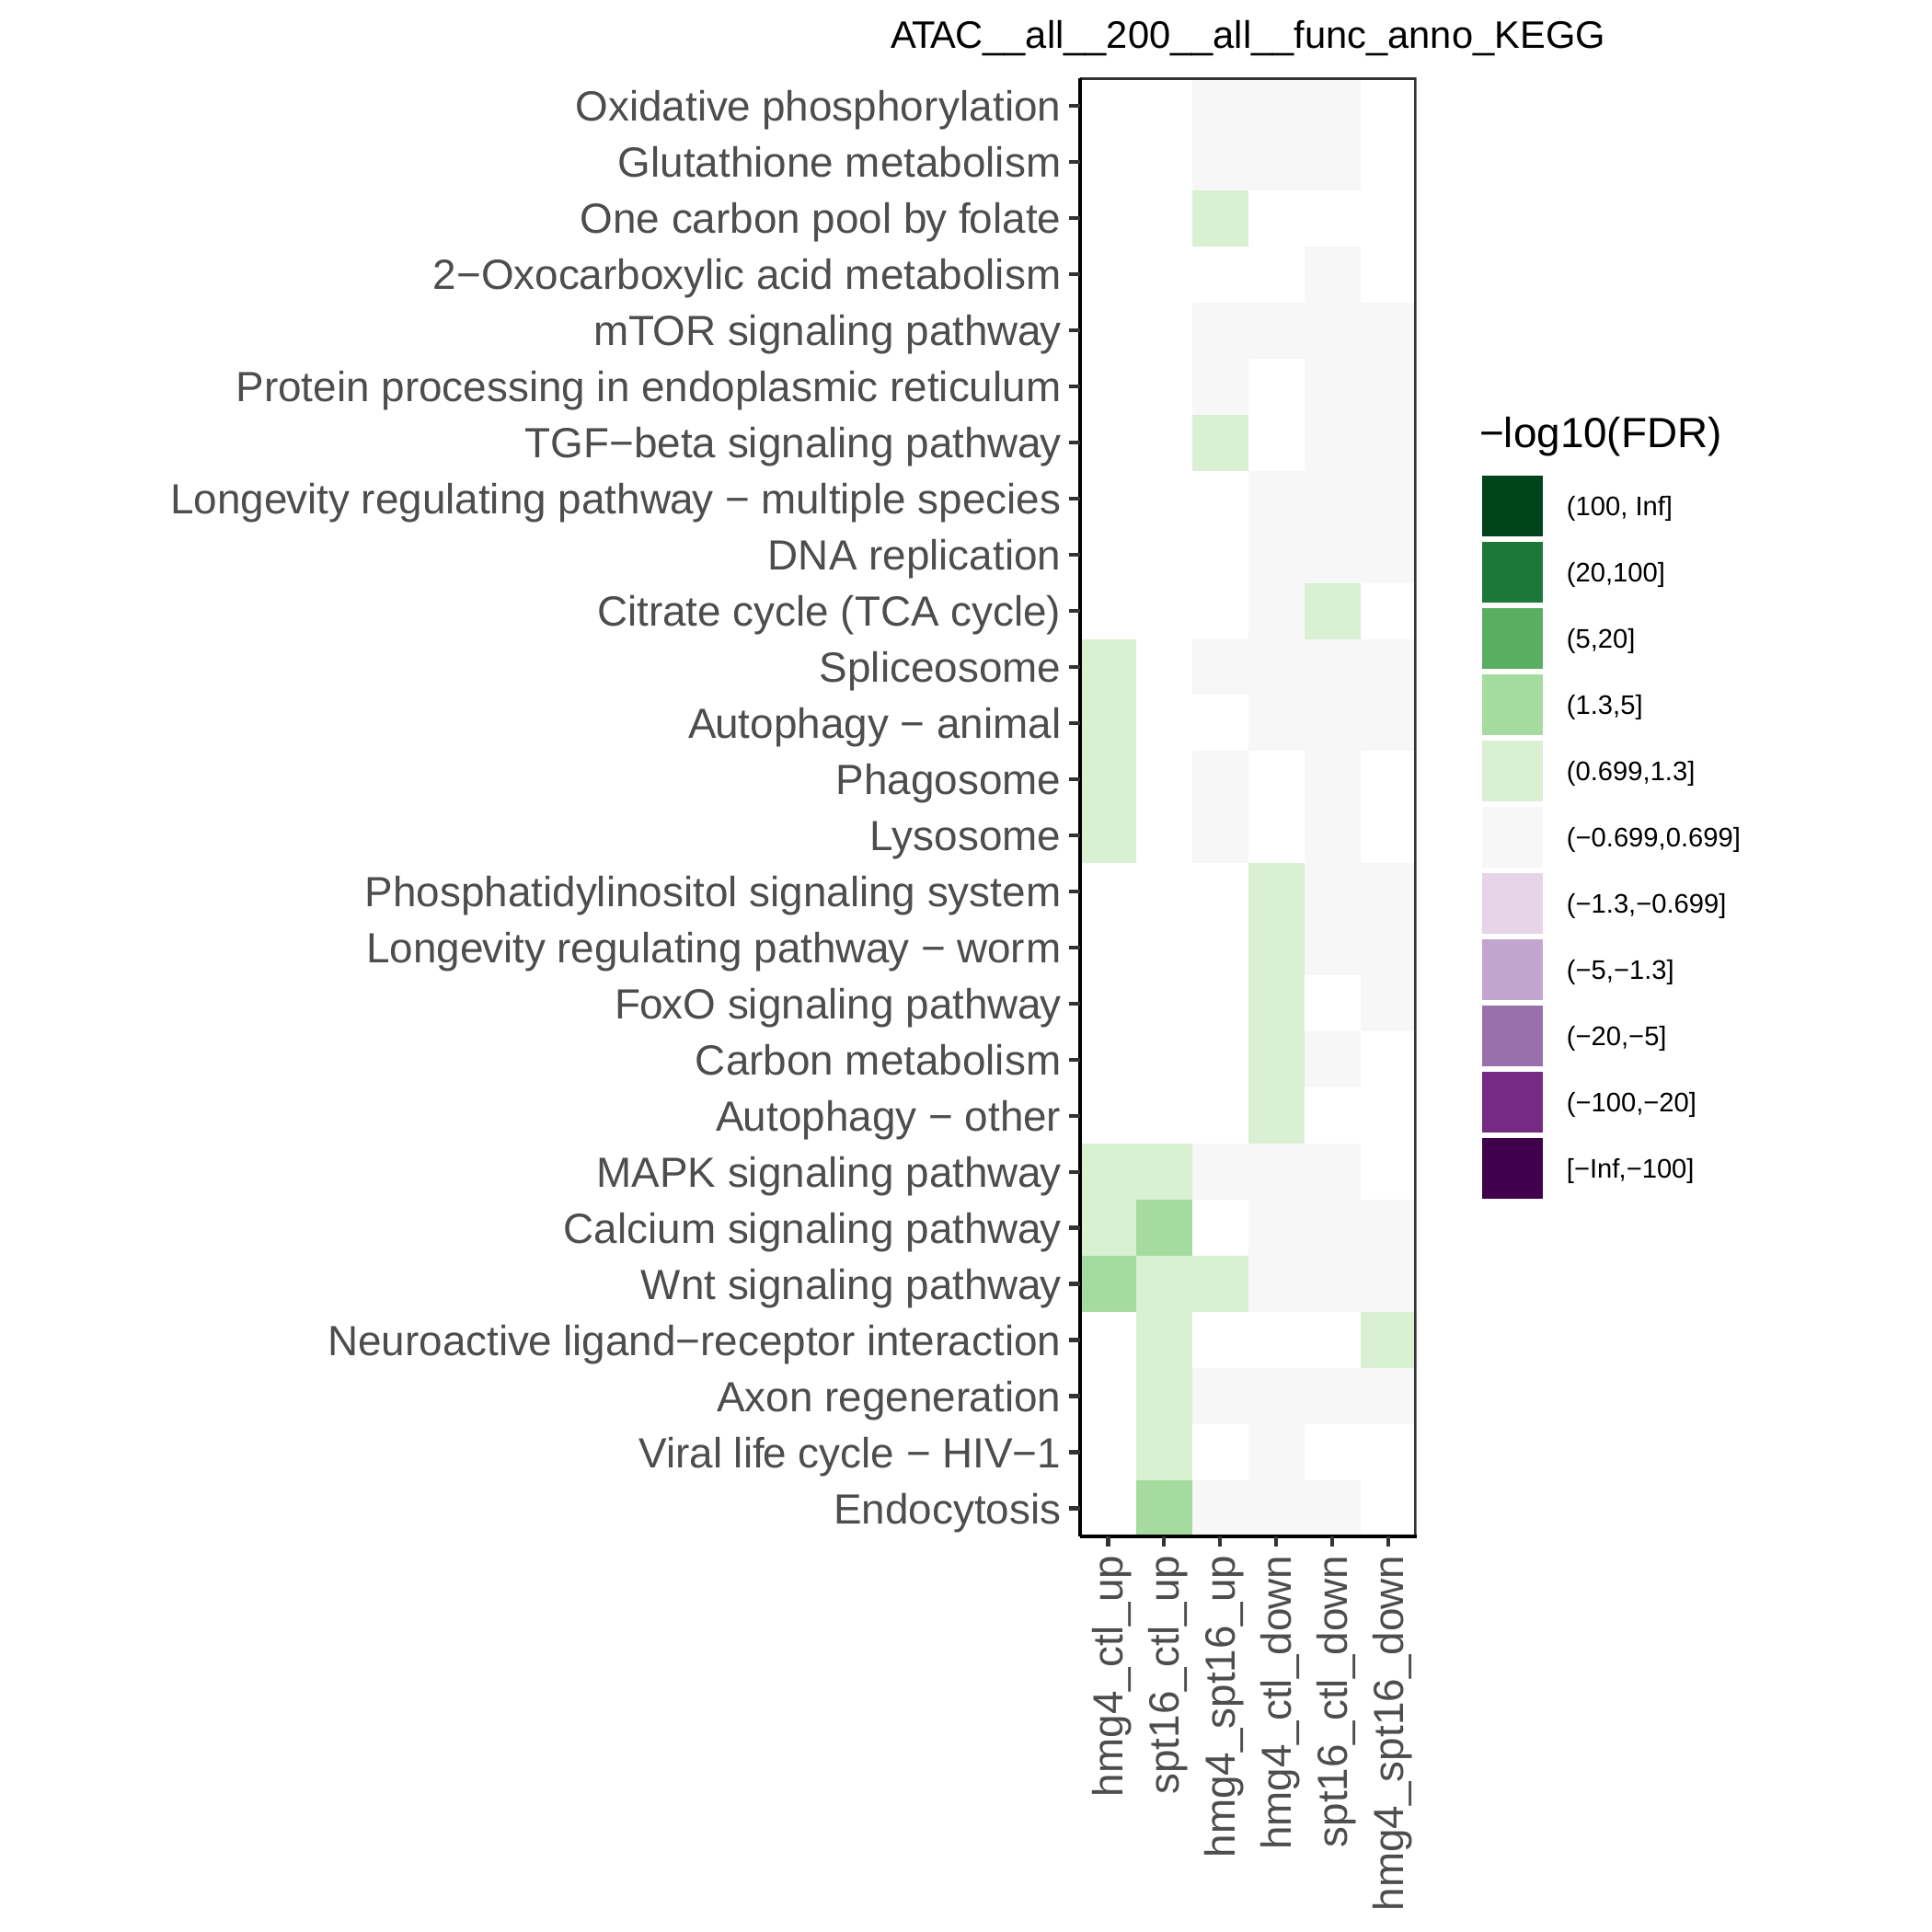 ATAC__all__200__all__func_anno_KEGG
Oxidative phosphorylation
Glutathione metabolism
One carbon pool by folate
2−Oxocarboxylic acid metabolism
mTOR signaling pathway
Protein processing in endoplasmic reticulum
TGF−beta signaling pathway
Longevity regulating pathway − multiple species
DNA replication
Citrate cycle (TCA cycle)
Spliceosome
Autophagy − animal
Phagosome
Lysosome
Phosphatidylinositol signaling system
Longevity regulating pathway − worm
FoxO signaling pathway
Carbon metabolism
Autophagy − other
MAPK signaling pathway
Calcium signaling pathway
Wnt signaling pathway
Neuroactive ligand−receptor interaction
Axon regeneration
Viral life cycle − HIV−1
Endocytosis
hmg4_ctl_up
spt16_ctl_up
hmg4_spt16_up
hmg4_ctl_down
spt16_ctl_down
hmg4_spt16_down
−log10(FDR)
(100, Inf]
(20,100]
(5,20]
(1.3,5]
(0.699,1.3]
(−0.699,0.699]
(−1.3,−0.699]
(−5,−1.3]
(−20,−5]
(−100,−20]
[−Inf,−100]